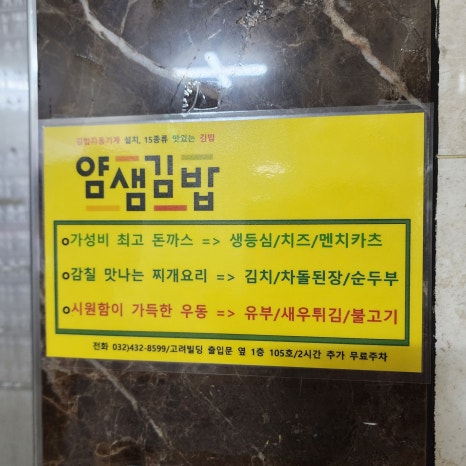 김밥자동기계 설치, 15종류 맛있는 김밥
얌샘김밥
o가성비 최고 돈까스 => 생등심/치즈/멘치카츠
o감칠 맛나는 찌개요리 => 김치/차돌된장/순두부
o시원함이 가득한 우동 => 유부/새우튀김/불고기
전화 032)432-8599/고려빌딩 출입문 옆 1층 105호/2시간 추가 무료주차